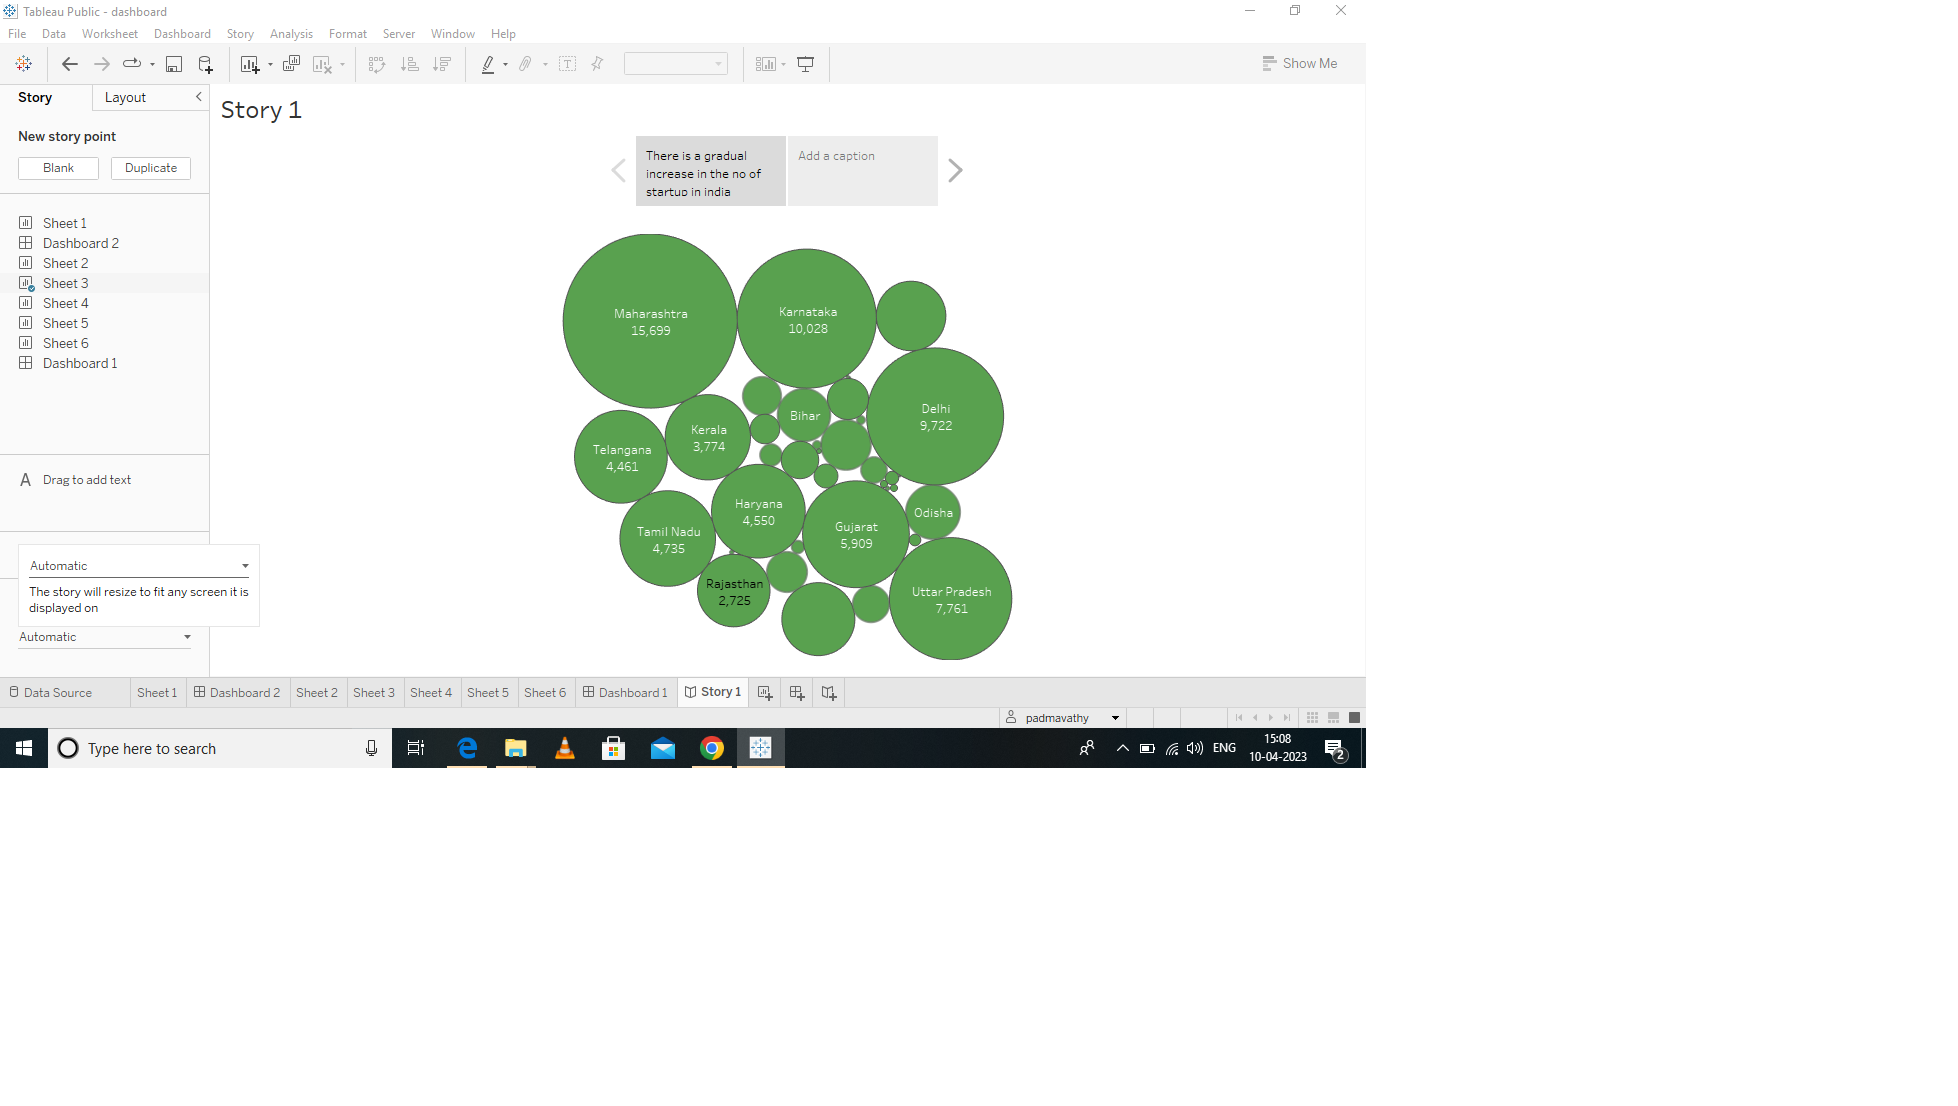 Tableau Public - dashboard
File Data Worksheet Dashboard Story Analysis Format Server Window Help
Show Me
Story Layout
New story point
Blank Duplicate
Sheet 1
Dashboard 2
Sheet 2
Sheet 3
Sheet 4
Sheet 5
Sheet 6
Dashboard 1
A Drag to add text
Automatic
The story will resize to fit any screen it is
displayed on
Automatic
Story 1
There is a gradual
increase in the no of
startup in india
Add a caption
Maharashtra
15,699
Karnataka
10,028
Bihar
Delhi
9,722
Kerala
3,774
Telangana
4,461
Haryana
4,550
Tamil Nadu
4,735
Gujarat
5,909
Odisha
Rajasthan
2,725
Uttar Pradesh
7,761
Data Source Sheet 1 Dashboard 2 Sheet 2 Sheet 3 Sheet 4 Sheet 5 Sheet 6 Dashboard 1 Story 1
padmavathy
Type here to search
ENG
15:08
10-04-2023
2